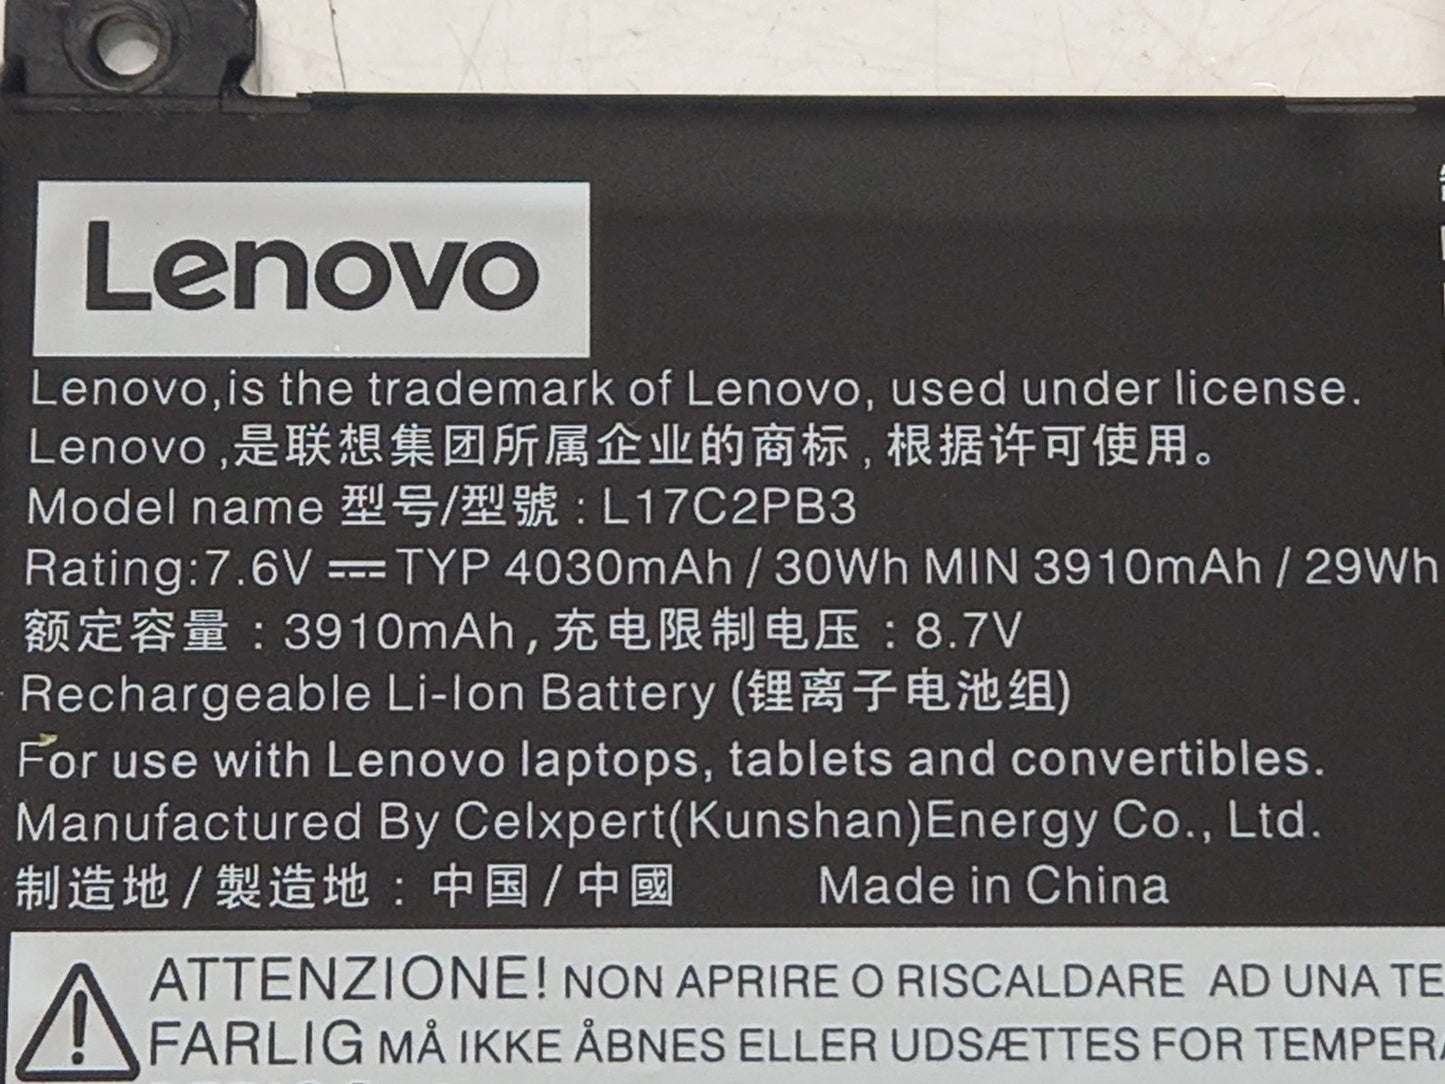 Lenovo
Lenovo,is the trademark of Lenovo, used under license.
Lenovo ,是联想集团所属企业的商标,根据许可使用。
Model name 型号/型號 : L17C2PB3
Rating:7.6V ⎓ TYP 4030mAh / 30Wh MIN 3910mAh / 29Wh
额定容量 : 3910mAh,充电限制电压 : 8.7V
Rechargeable Li-Ion Battery (锂离子电池组)
For use with Lenovo laptops, tablets and convertibles.
Manufactured By Celxpert(Kunshan)Energy Co., Ltd.
制造地 / 製造地 : 中国 / 中國 Made in China
ATTENZIONE! NON APRIRE O RISCALDARE AD UNA TE
FARLIG MÅ IKKE ÅBNES ELLER UDSÆTTES FOR TEMPER